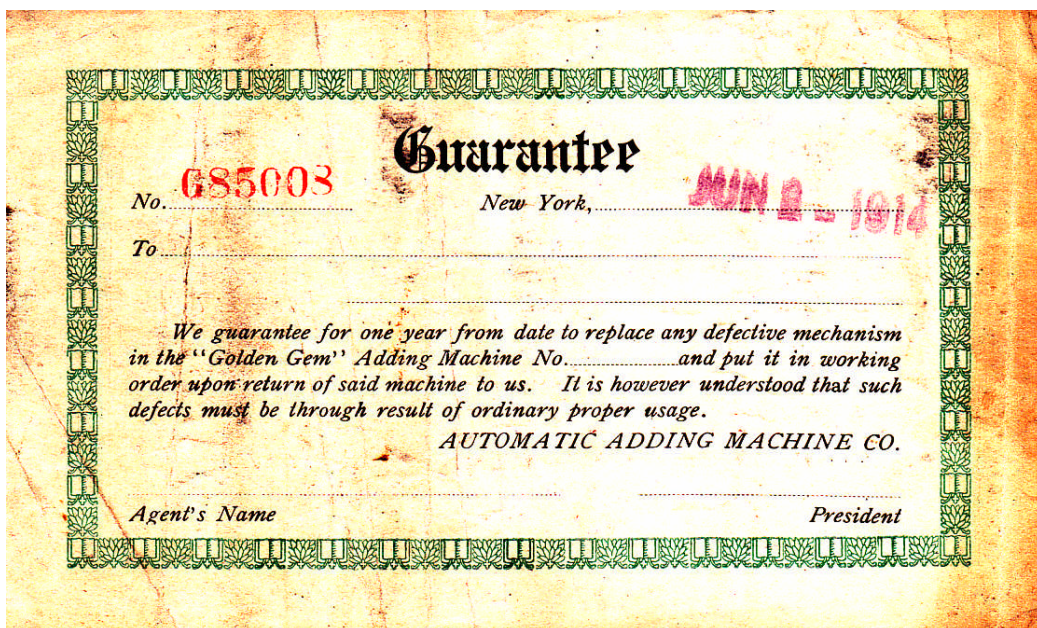 Guarantee
No. G85008 New York, JUN 2 - 1914
To
We guarantee for one year from date to replace any defective mechanism
in the "Golden Gem" Adding Machine No. and put it in working
order upon return of said machine to us. It is however understood that such
defects must be through result of ordinary proper usage.
AUTOMATIC ADDING MACHINE CO.
Agent's Name President